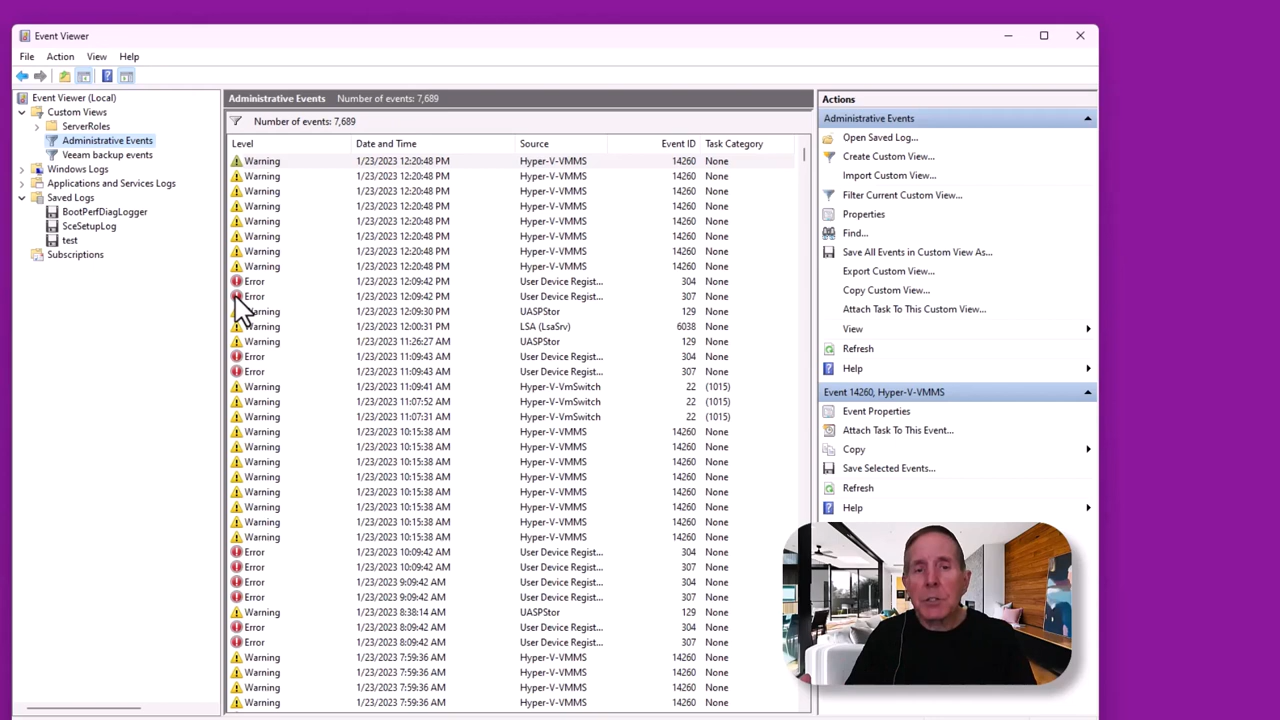 Event Viewer
File Action View Help
Event Viewer (Local)
Custom Views
ServerRoles
Administrative Events
Veeam backup events
Windows Logs
Applications and Services Logs
Saved Logs
BootPerfDiagLogger
SceSetupLog
test
Subscriptions
Administrative Events Number of events: 7,689
Number of events: 7,689
Level Date and Time Source Event ID Task Category
Warning 1/23/2023 12:20:48 PM Hyper-V-VMMS 14260 None
Warning 1/23/2023 12:20:48 PM Hyper-V-VMMS 14260 None
Warning 1/23/2023 12:20:48 PM Hyper-V-VMMS 14260 None
Warning 1/23/2023 12:20:48 PM Hyper-V-VMMS 14260 None
Warning 1/23/2023 12:20:48 PM Hyper-V-VMMS 14260 None
Warning 1/23/2023 12:20:48 PM Hyper-V-VMMS 14260 None
Warning 1/23/2023 12:20:48 PM Hyper-V-VMMS 14260 None
Warning 1/23/2023 12:20:48 PM Hyper-V-VMMS 14260 None
Error 1/23/2023 12:09:42 PM User Device Regist... 304 None
Error 1/23/2023 12:09:42 PM User Device Regist... 307 None
Warning 1/23/2023 12:09:30 PM UASPStor 129 None
Warning 1/23/2023 12:00:31 PM LSA (LsaSrv) 6038 None
Warning 1/23/2023 11:26:27 AM UASPStor 129 None
Error 1/23/2023 11:09:43 AM User Device Regist... 304 None
Error 1/23/2023 11:09:43 AM User Device Regist... 307 None
Warning 1/23/2023 11:09:41 AM Hyper-V-VmSwitch 22 (1015)
Warning 1/23/2023 11:07:52 AM Hyper-V-VmSwitch 22 (1015)
Warning 1/23/2023 11:07:31 AM Hyper-V-VmSwitch 22 (1015)
Warning 1/23/2023 10:15:38 AM Hyper-V-VMMS 14260 None
Warning 1/23/2023 10:15:38 AM Hyper-V-VMMS 14260 None
Warning 1/23/2023 10:15:38 AM Hyper-V-VMMS 14260 None
Warning 1/23/2023 10:15:38 AM Hyper-V-VMMS 14260 None
Warning 1/23/2023 10:15:38 AM Hyper-V-VMMS 14260 None
Warning 1/23/2023 10:15:38 AM Hyper-V-VMMS 14260 None
Warning 1/23/2023 10:15:38 AM Hyper-V-VMMS 14260 None
Warning 1/23/2023 10:15:38 AM Hyper-V-VMMS 14260 None
Error 1/23/2023 10:09:42 AM User Device Regist... 304 None
Error 1/23/2023 10:09:42 AM User Device Regist... 307 None
Error 1/23/2023 9:09:42 AM User Device Regist... 304 None
Error 1/23/2023 9:09:42 AM User Device Regist... 307 None
Warning 1/23/2023 8:38:14 AM UASPStor 129 None
Error 1/23/2023 8:09:42 AM User Device Regist... 304 None
Error 1/23/2023 8:09:42 AM User Device Regist... 307 None
Warning 1/23/2023 7:59:36 AM Hyper-V-VMMS 14260 None
Warning 1/23/2023 7:59:36 AM Hyper-V-VMMS 14260 None
Warning 1/23/2023 7:59:36 AM Hyper-V-VMMS 14260 None
Warning 1/23/2023 7:59:36 AM Hyper-V-VMMS 14260 None
Actions
Administrative Events
Open Saved Log...
Create Custom View...
Import Custom View...
Filter Current Custom View...
Properties
Find...
Save All Events in Custom View As...
Export Custom View...
Copy Custom View...
Attach Task To This Custom View...
View
Refresh
Help
Event 14260, Hyper-V-VMMS
Event Properties
Attach Task To This Event...
Copy
Save Selected Events...
Refresh
Help